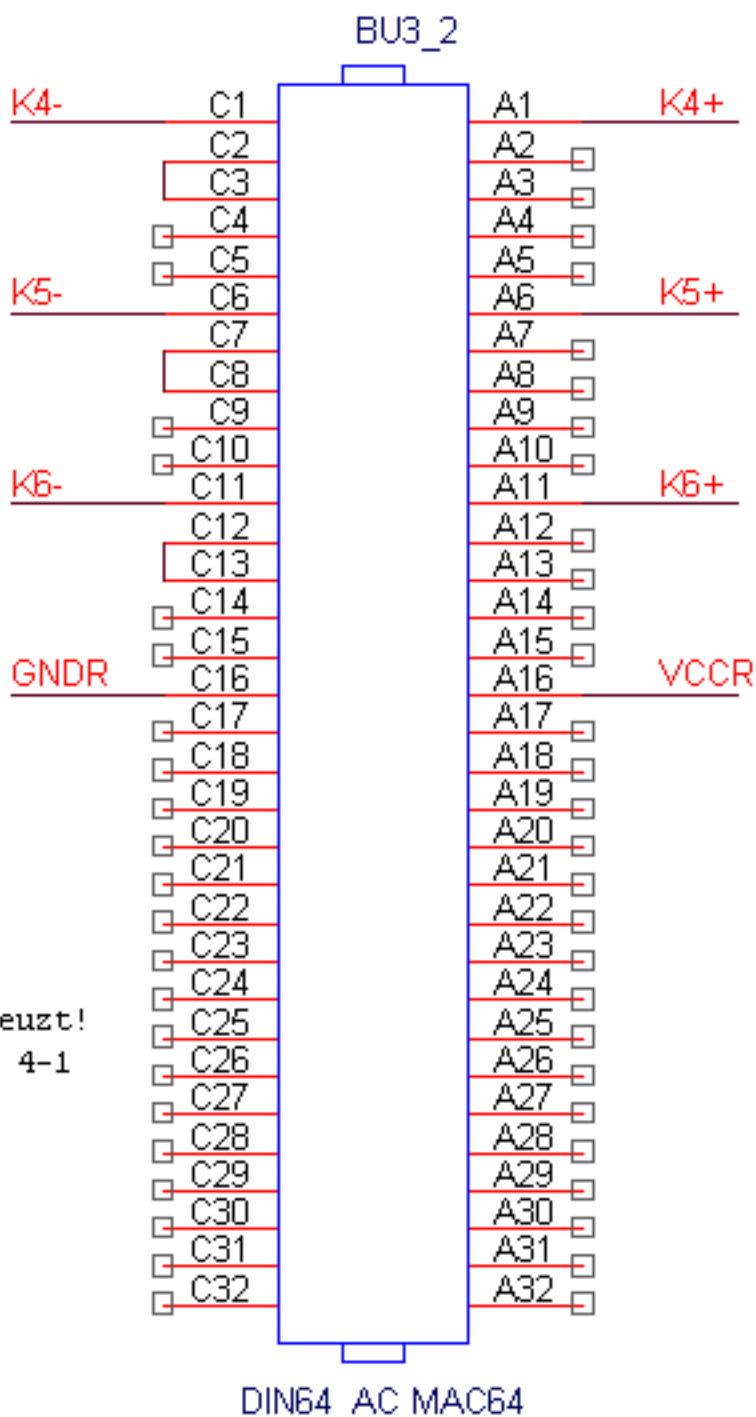 BU3_2
K4- C1 A1 K4+
C2 A2
C3 A3
C4 A4
C5 A5
K5- C6 A6 K5+
C7 A7
C8 A8
C9 A9
C10 A10
K6- C11 A11 K6+
C12 A12
C13 A13
C14 A14
C15 A15
GNDR C16 A16 VCCR
C17 A17
C18 A18
C19 A19
C20 A20
C21 A21
C22 A22
C23 A23
C24 A24
euzt! C25 A25
4-1 C26 A26
C27 A27
C28 A28
C29 A29
C30 A30
C31 A31
C32 A32
DIN64 AC MAC64